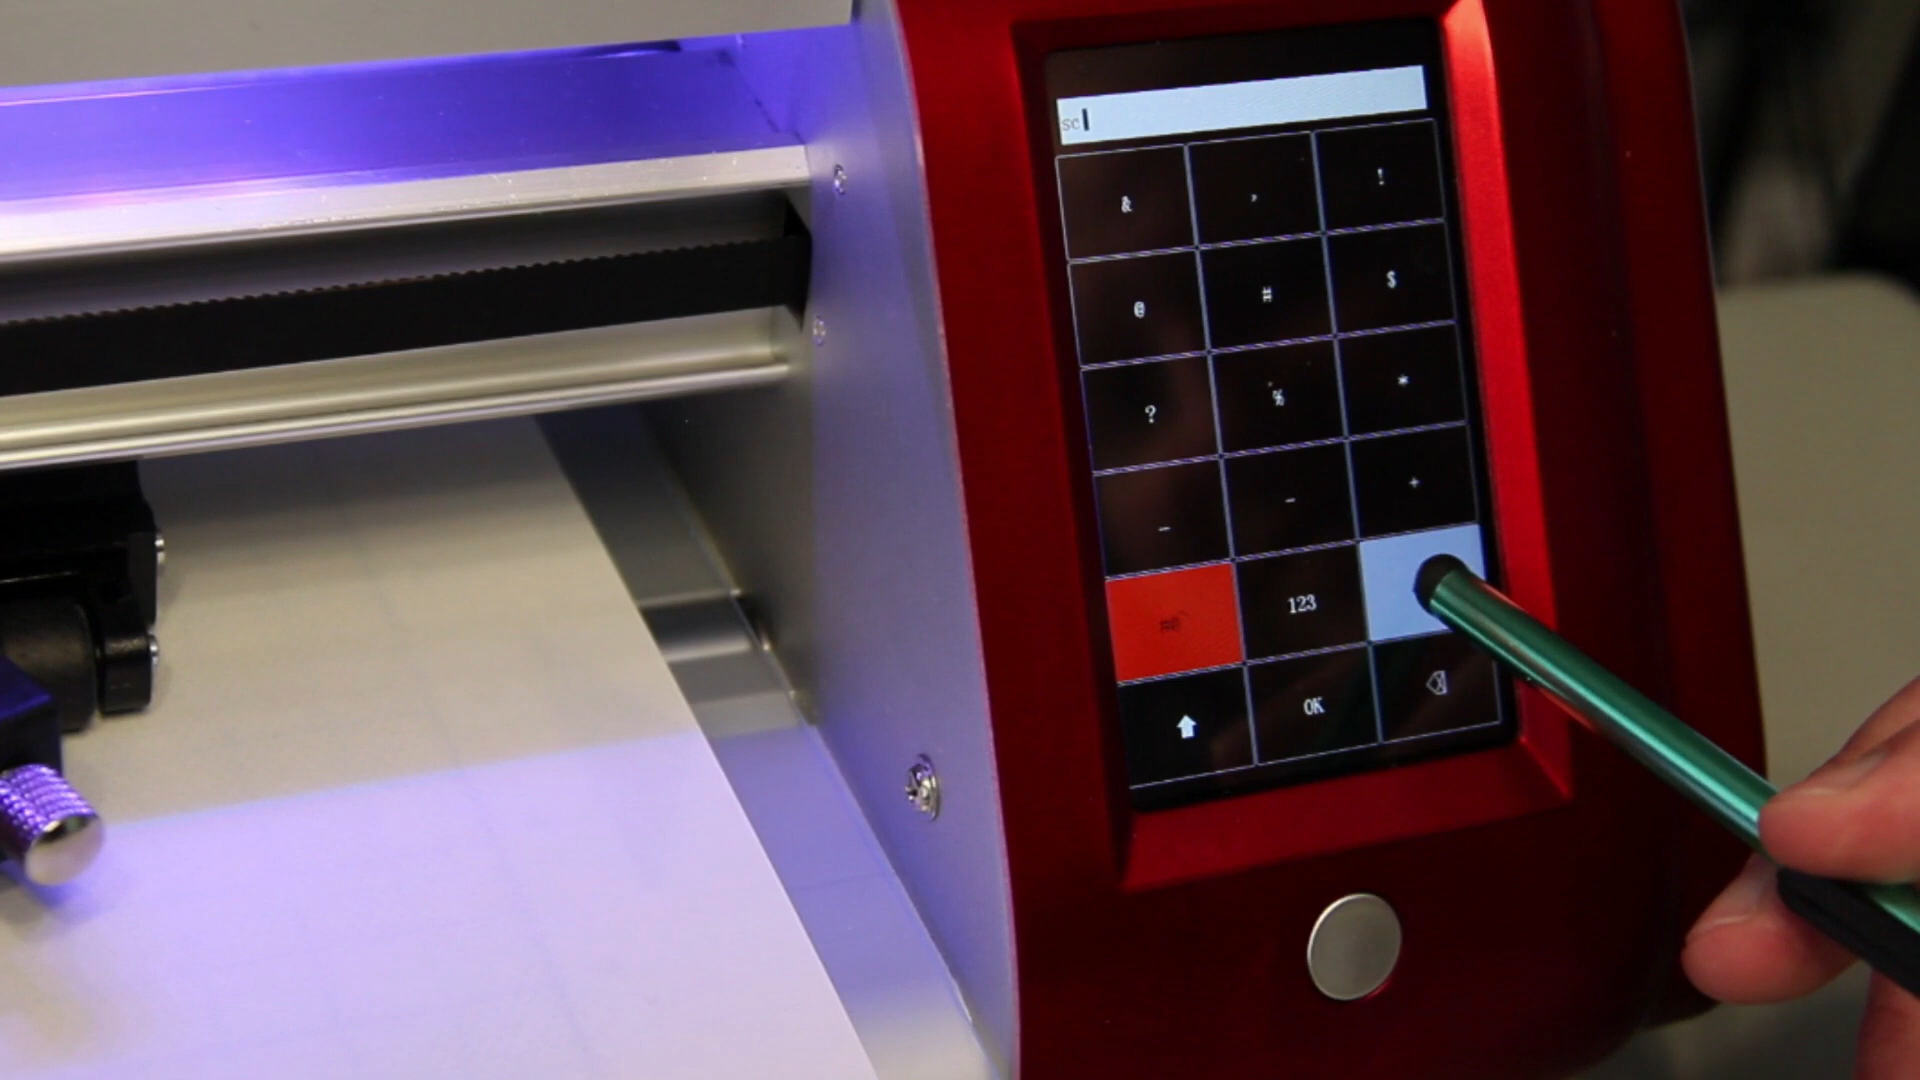 sc
& , !
@ # $
? % *
_ - +
#@ 123
OK